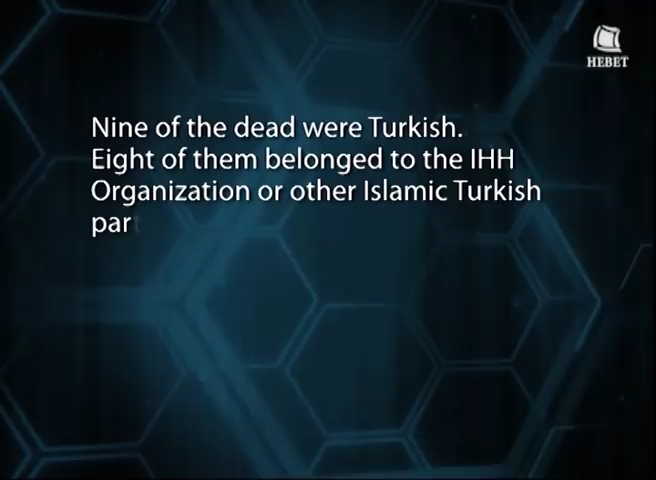 HEBET
Nine of the dead were Turkish.
Eight of them belonged to the IHH
Organization or other Islamic Turkish
part